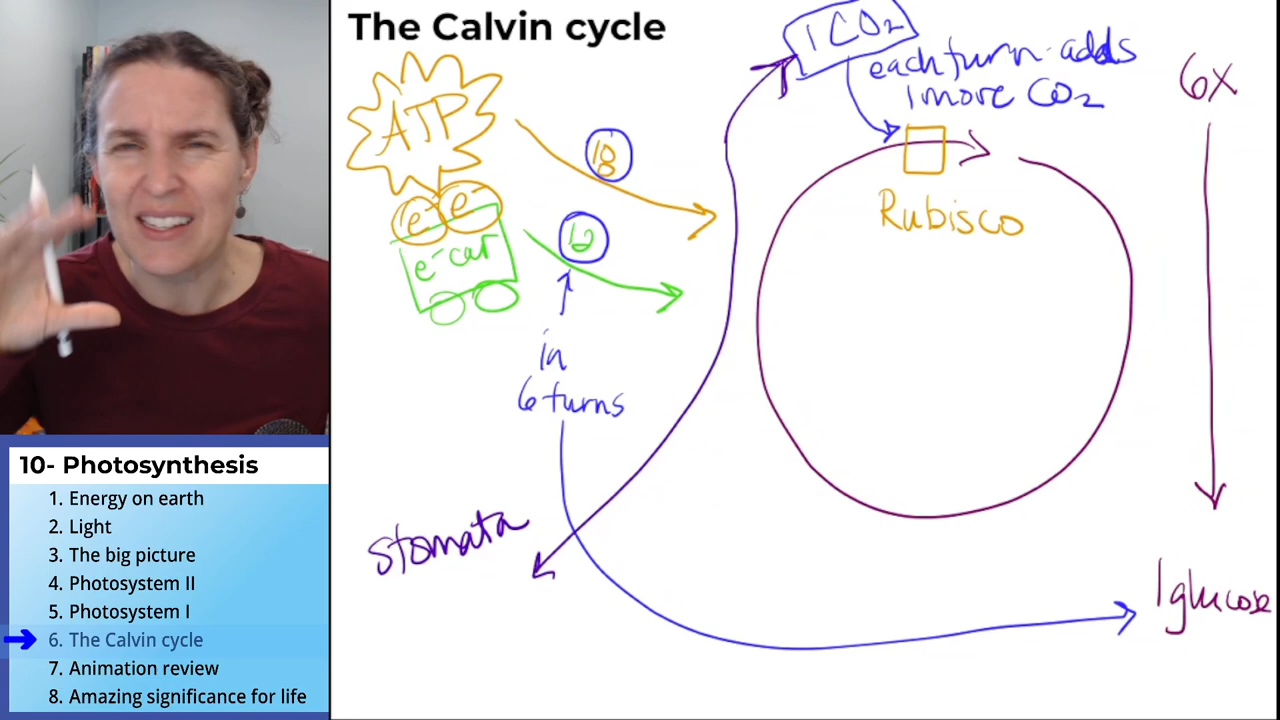 The Calvin cycle
1 CO₂
each turn adds
1 more CO₂
6X
ATP
18
e⁻ e⁻
e⁻ car
12
Rubisco
in
6 turns
stomata
1 glucose
10- Photosynthesis
1. Energy on earth
2. Light
3. The big picture
4. Photosystem II
5. Photosystem I
6. The Calvin cycle
7. Animation review
8. Amazing significance for life